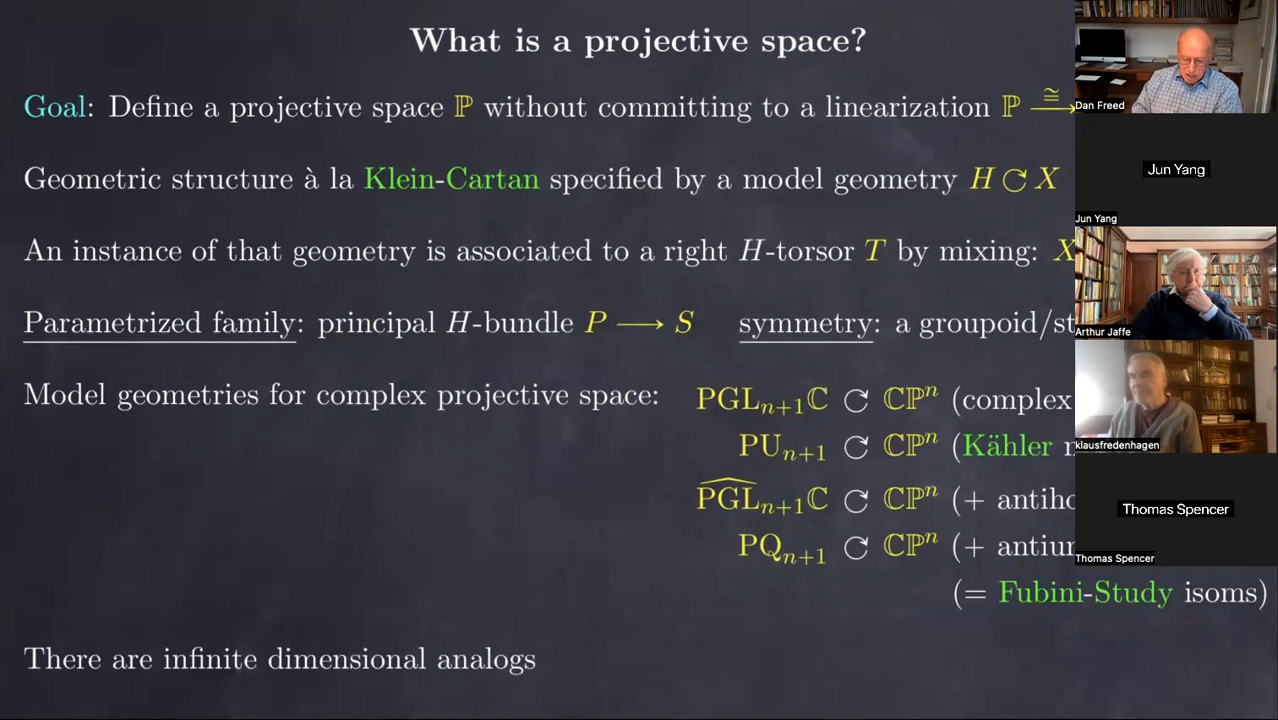 What is a projective space?
Goal: Define a projective space ℙ without committing to a linearization ℙ ≅⟶
Geometric structure à la Klein-Cartan specified by a model geometry H ⟳ X
An instance of that geometry is associated to a right H-torsor T by mixing: X
Parametrized family: principal H-bundle P ⟶ S symmetry: a groupoid/st
Model geometries for complex projective space: PGLₙ₊₁ℂ ⟳ ℂℙⁿ (complex
PUₙ₊₁ ⟳ ℂℙⁿ (Kähler
P͡GLₙ₊₁ℂ ⟳ ℂℙⁿ (+ antiho
PQₙ₊₁ ⟳ ℂℙⁿ (+ antiun
(= Fubini-Study isoms)
There are infinite dimensional analogs
Dan Freed
Jun Yang
Jun Yang
Arthur Jaffe
klausfredenhagen
Thomas Spencer
Thomas Spencer